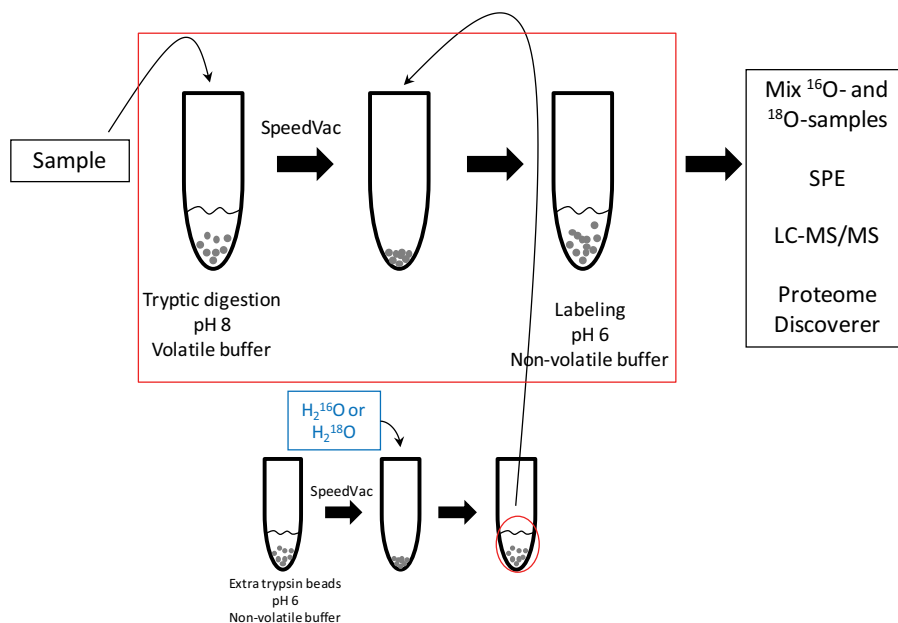 Sample
SpeedVac
Tryptic digestion
pH 8
Volatile buffer
Labeling
pH 6
Non-volatile buffer
Mix ¹⁶O- and
¹⁸O-samples
SPE
LC-MS/MS
Proteome
Discoverer
H₂¹⁶O or
H₂¹⁸O
SpeedVac
Extra trypsin beads
pH 6
Non-volatile buffer